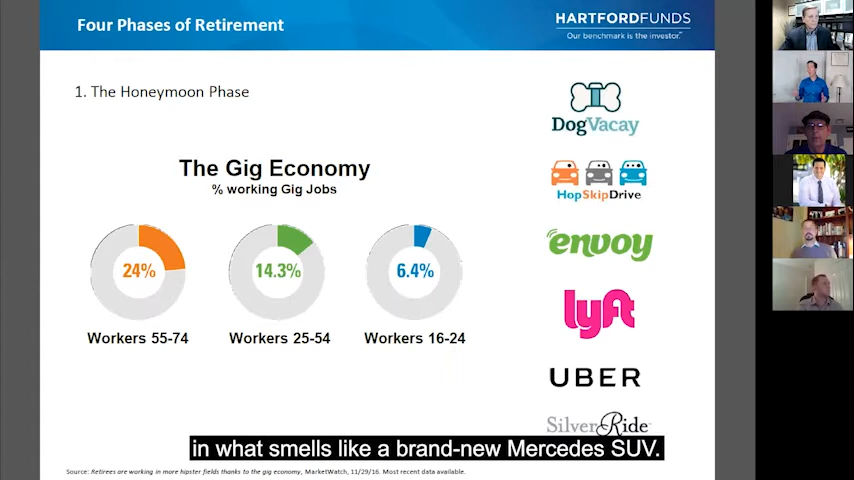 Four Phases of Retirement
HARTFORDFUNDS
Our benchmark is the investor.℠
1. The Honeymoon Phase
The Gig Economy
% working Gig Jobs
24%
14.3%
6.4%
Workers 55-74
Workers 25-54
Workers 16-24
DogVacay
HopSkipDrive
envoy
lyft
UBER
SilverRide
in what smells like a brand-new Mercedes SUV.
Source: Retirees are working in more hipster fields thanks to the gig economy, MarketWatch, 11/29/16. Most recent data available.